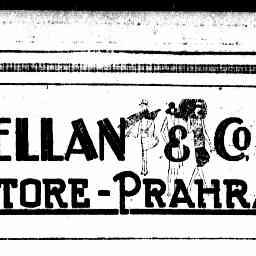 ELLAN & Co
TORE - PRAHRA